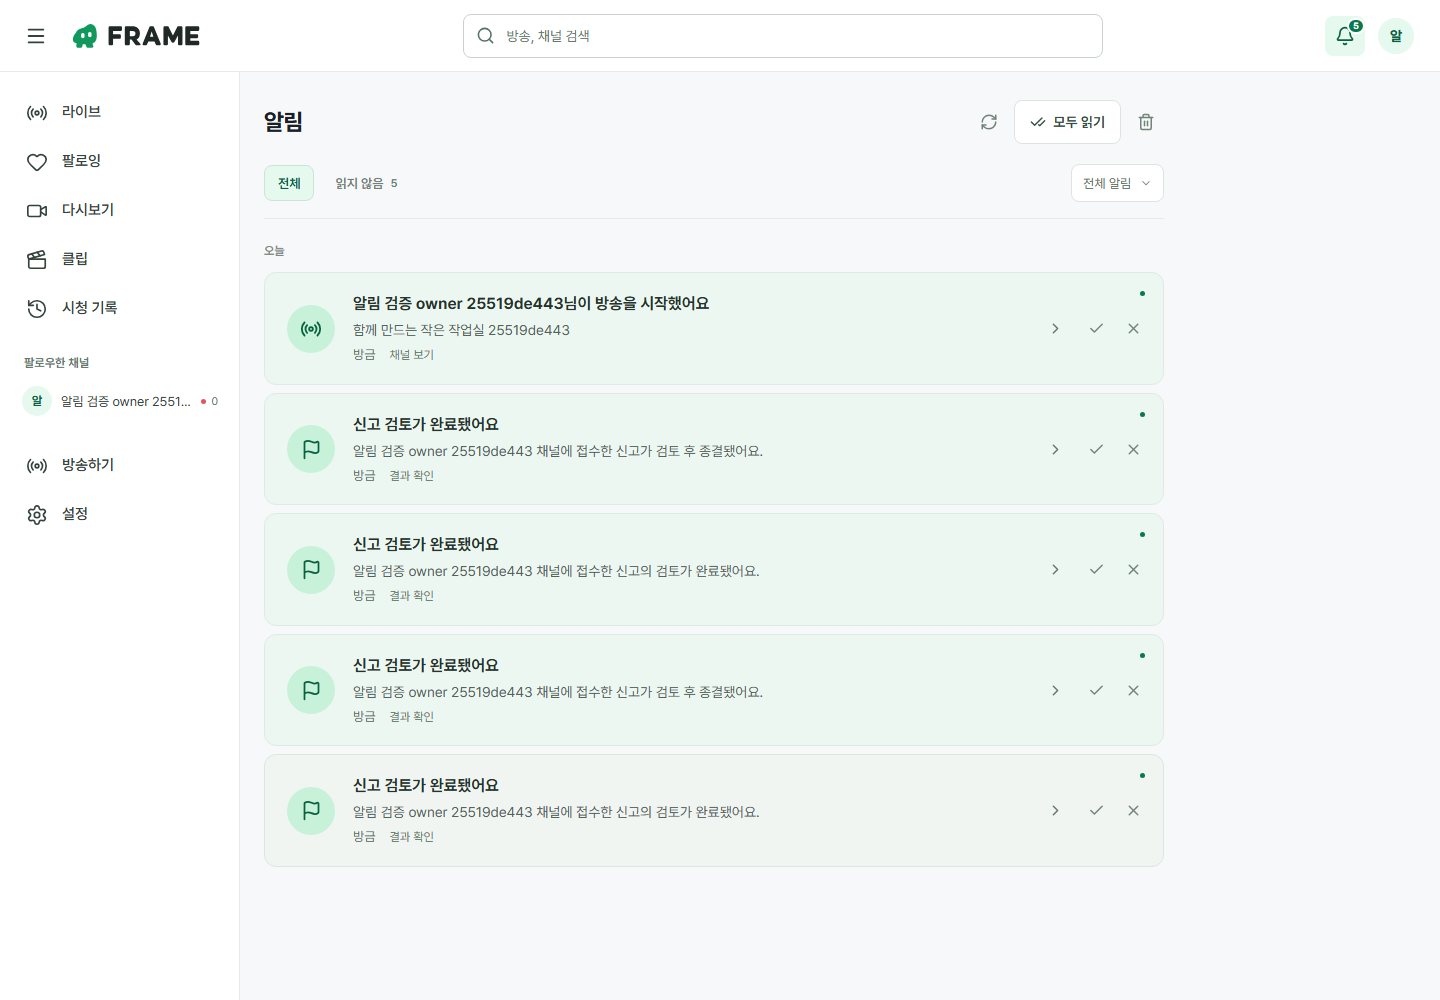 FRAME
방송, 채널 검색
5
알
라이브
팔로잉
다시보기
클립
시청 기록
팔로우한 채널
알 알림 검증 owner 2551... 0
방송하기
설정
알림
모두 읽기
전체
읽지 않음 5
전체 알림
오늘
알림 검증 owner 25519de443님이 방송을 시작했어요
함께 만드는 작은 작업실 25519de443
방금 채널 보기
신고 검토가 완료됐어요
알림 검증 owner 25519de443 채널에 접수한 신고가 검토 후 종결됐어요.
방금 결과 확인
신고 검토가 완료됐어요
알림 검증 owner 25519de443 채널에 접수한 신고의 검토가 완료됐어요.
방금 결과 확인
신고 검토가 완료됐어요
알림 검증 owner 25519de443 채널에 접수한 신고가 검토 후 종결됐어요.
방금 결과 확인
신고 검토가 완료됐어요
알림 검증 owner 25519de443 채널에 접수한 신고의 검토가 완료됐어요.
방금 결과 확인